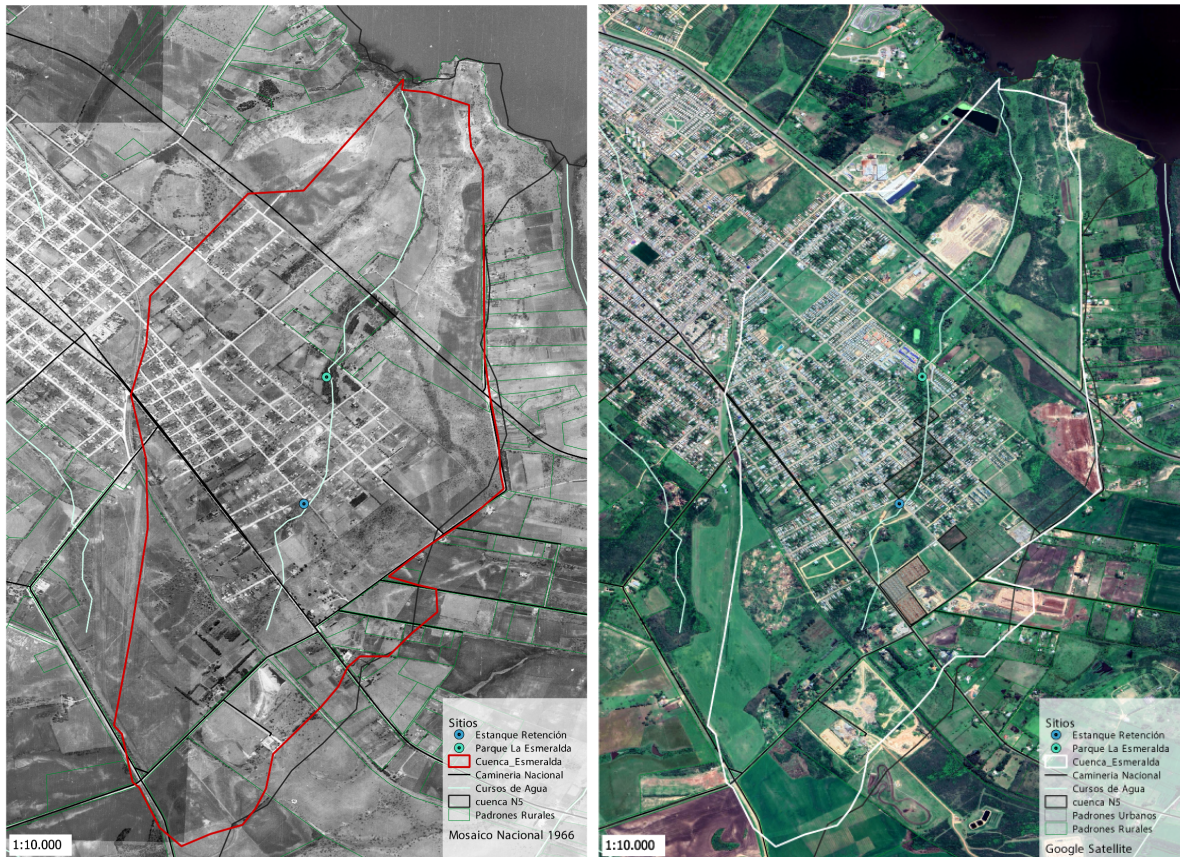 Sitios
Estanque Retención
Parque La Esmeralda
Cuenca_Esmeralda
Camineria Nacional
Cursos de Agua
cuenca N5
Padrones Rurales
Mosaico Nacional 1966
1:10.000
Sitios
Estanque Retención
Parque La Esmeralda
Cuenca_Esmeralda
Camineria Nacional
Cursos de Agua
cuenca N5
Padrones Urbanos
Padrones Rurales
Google Satellite
1:10.000